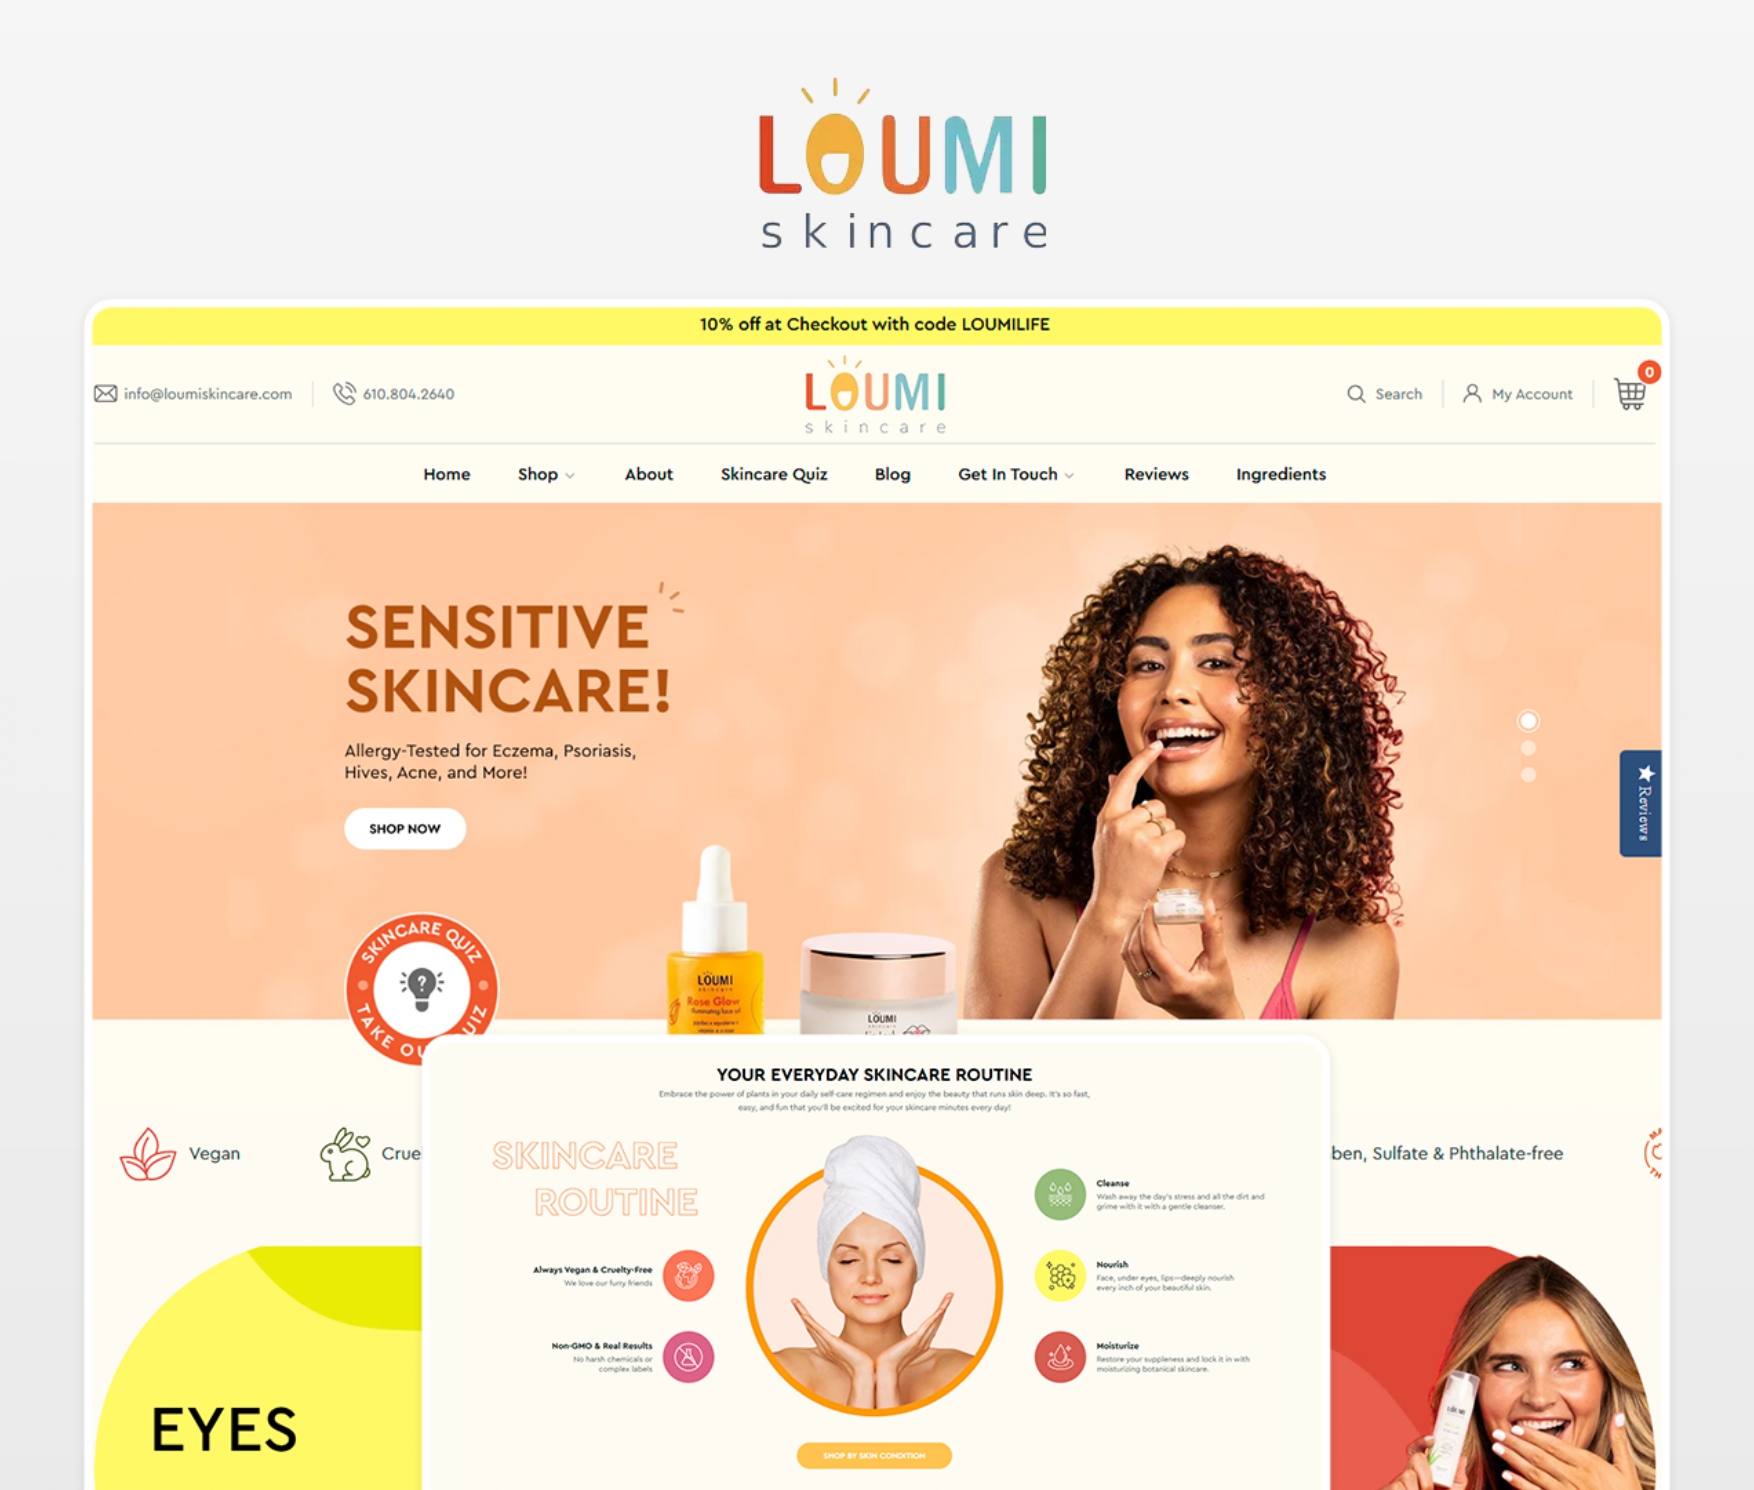 LOUMI
skincare
10% off at Checkout with code LOUMILIFE
info@loumiskincare.com
610.804.2640
LOUMI
skincare
Search
My Account
0
Home
Shop
About
Skincare Quiz
Blog
Get In Touch
Reviews
Ingredients
SENSITIVE
SKINCARE!
Allergy-Tested for Eczema, Psoriasis,
Hives, Acne, and More!
SHOP NOW
Reviews
SKINCARE QUIZ
TAKE OU
UIZ
?
LOUMI
skincare
Rose Glow
illuminating face oil
LOUMI
skincare
YOUR EVERYDAY SKINCARE ROUTINE
Embrace the power of plants in your daily self-care regimen and enjoy the beauty that runs skin deep. It's so fast,
easy, and fun that you'll be excited for your skincare minutes every day!
Vegan
Crue
ben, Sulfate & Phthalate-free
SKINCARE
ROUTINE
Always Vegan & Cruelty-Free
We love our furry friends
Non-GMO & Real Results
No harsh chemicals or
complex labels
Cleanse
Wash away the day's stress and all the dirt and
grime with it with a gentle cleanser.
Nourish
Face, under eyes, lips—deeply nourish
every inch of your beautiful skin.
Moisturize
Restore your suppleness and lock it in with
moisturizing botanical skincare.
SHOP BY SKIN CONDITION
EYES
LOUMI